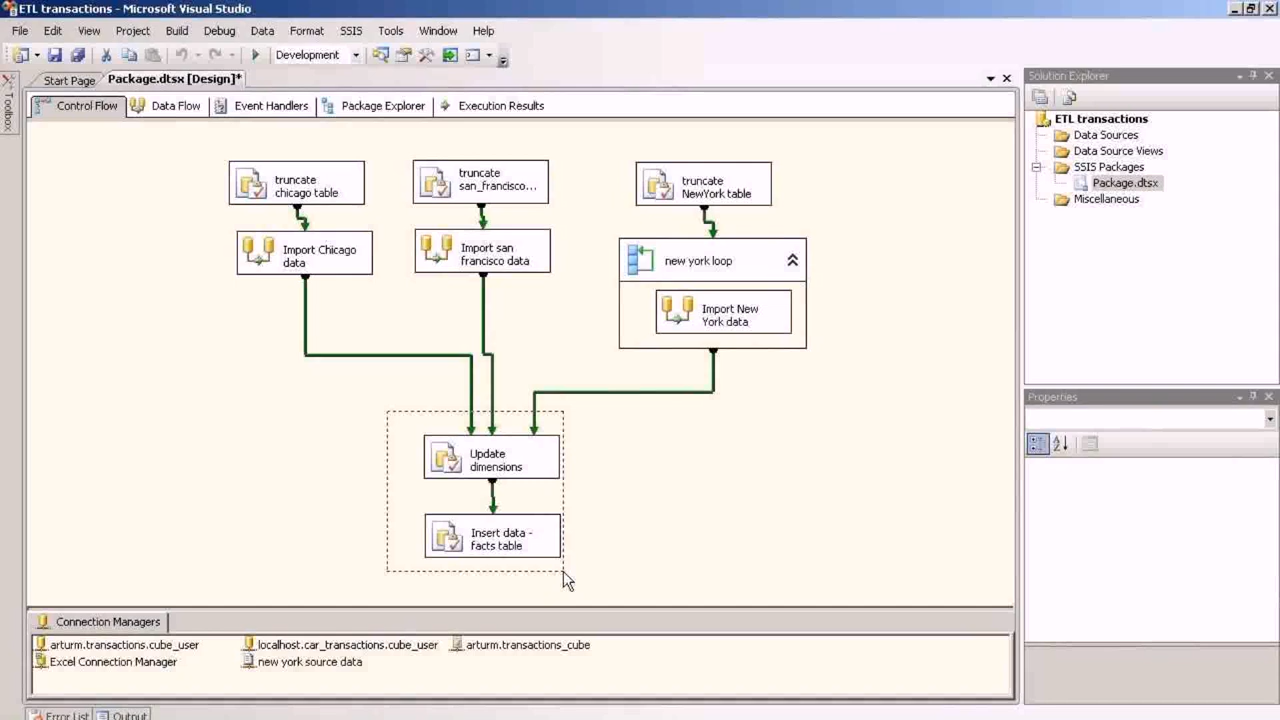 ETL transactions - Microsoft Visual Studio
File Edit View Project Build Debug Data Format SSIS Tools Window Help
Development
Start Page Package.dtsx [Design]*
Control Flow Data Flow Event Handlers Package Explorer Execution Results
Toolbox
truncate
chicago table
truncate
san_francisco...
truncate
NewYork table
Import Chicago
data
Import san
francisco data
new york loop
Import New
York data
Update
dimensions
Insert data -
facts table
Connection Managers
arturm.transactions.cube_user localhost.car_transactions.cube_user arturm.transactions_cube
Excel Connection Manager new york source data
Error List Output
Solution Explorer
ETL transactions
Data Sources
Data Source Views
SSIS Packages
Package.dtsx
Miscellaneous
Properties